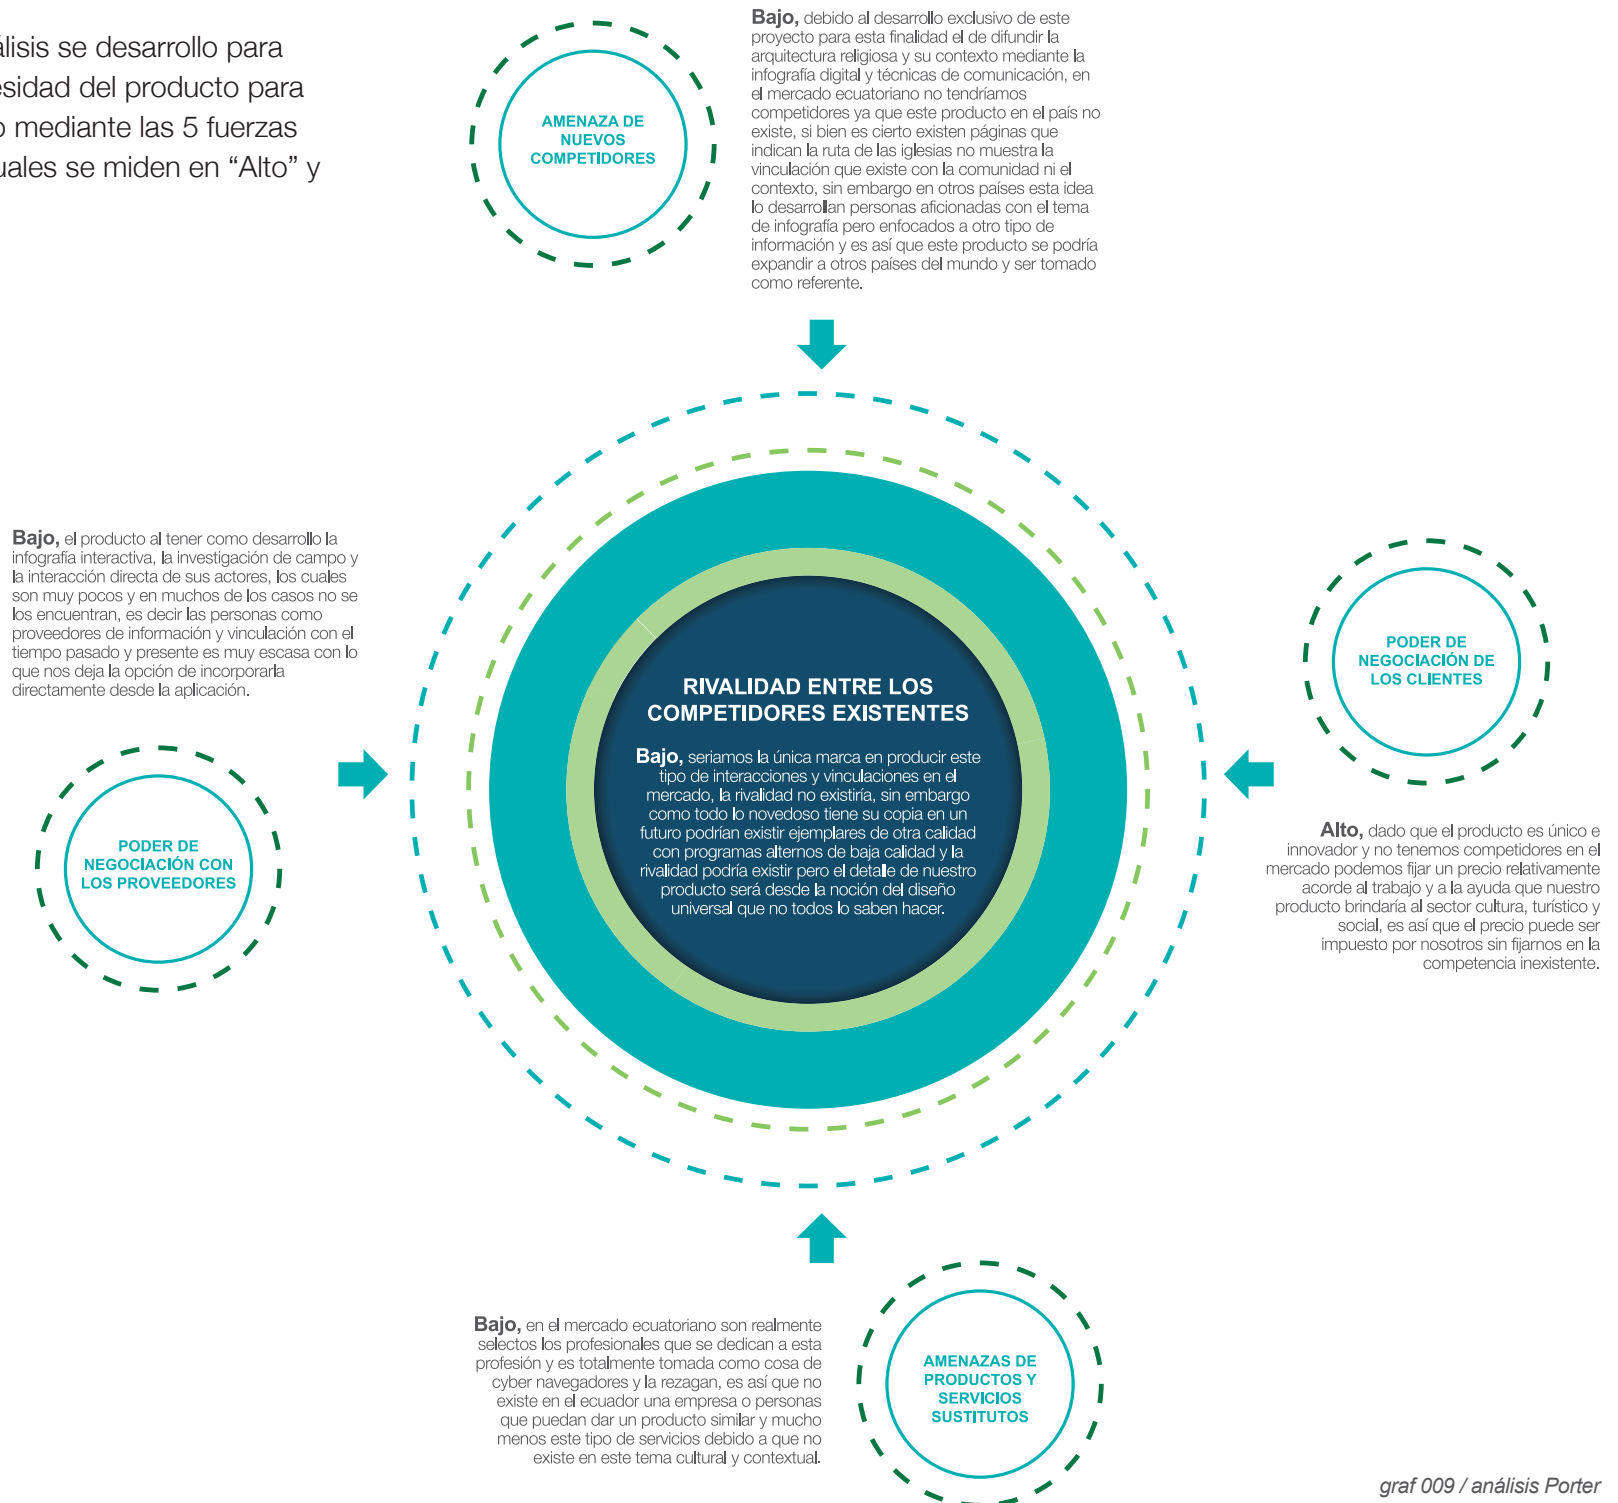 lisis se desarrollo para
esidad del producto para
o mediante las 5 fuerzas
uales se miden en “Alto” y
AMENAZA DE
NUEVOS
COMPETIDORES
Bajo, debido al desarrollo exclusivo de este
proyecto para esta finalidad el de difundir la
arquitectura religiosa y su contexto mediante la
infografía digital y técnicas de comunicación, en
el mercado ecuatoriano no tendríamos
competidores ya que este producto en el país no
existe, si bien es cierto existen páginas que
indican la ruta de las iglesias no muestra la
vinculación que existe con la comunidad ni el
contexto, sin embargo en otros países esta idea
lo desarrollan personas aficionadas con el tema
de infografía pero enfocados a otro tipo de
información y es así que este producto se podría
expandir a otros países del mundo y ser tomado
como referente.
Bajo, el producto al tener como desarrollo la
infografía interactiva, la investigación de campo y
la interacción directa de sus actores, los cuales
son muy pocos y en muchos de los casos no se
los encuentran, es decir las personas como
proveedores de información y vinculación con el
tiempo pasado y presente es muy escasa con lo
que nos deja la opción de incorporarla
directamente desde la aplicación.
PODER DE
NEGOCIACIÓN CON
LOS PROVEEDORES
RIVALIDAD ENTRE LOS
COMPETIDORES EXISTENTES
Bajo, seriamos la única marca en producir este
tipo de interacciones y vinculaciones en el
mercado, la rivalidad no existiría, sin embargo
como todo lo novedoso tiene su copia en un
futuro podrían existir ejemplares de otra calidad
con programas alternos de baja calidad y la
rivalidad podría existir pero el detalle de nuestro
producto será desde la noción del diseño
universal que no todos lo saben hacer.
PODER DE
NEGOCIACIÓN DE
LOS CLIENTES
Alto, dado que el producto es único e
innovador y no tenemos competidores en el
mercado podemos fijar un precio relativamente
acorde al trabajo y a la ayuda que nuestro
producto brindaría al sector cultura, turístico y
social, es así que el precio puede ser
impuesto por nosotros sin fijarnos en la
competencia inexistente.
Bajo, en el mercado ecuatoriano son realmente
selectos los profesionales que se dedican a esta
profesión y es totalmente tomada como cosa de
cyber navegadores y la rezagan, es así que no
existe en el ecuador una empresa o personas
que puedan dar un producto similar y mucho
menos este tipo de servicios debido a que no
existe en este tema cultural y contextual.
AMENAZAS DE
PRODUCTOS Y
SERVICIOS
SUSTITUTOS
graf 009 / análisis Porter